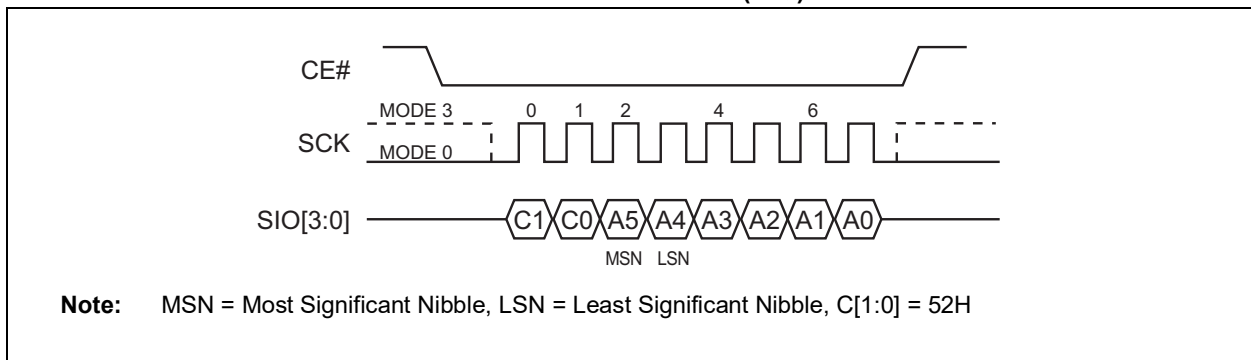 CE#
MODE 3 0 1 2 4 6
SCK
MODE 0
SIO[3:0] C1 C0 A5 A4 A3 A2 A1 A0
MSN LSN
Note: MSN = Most Significant Nibble, LSN = Least Significant Nibble, C[1:0] = 52H